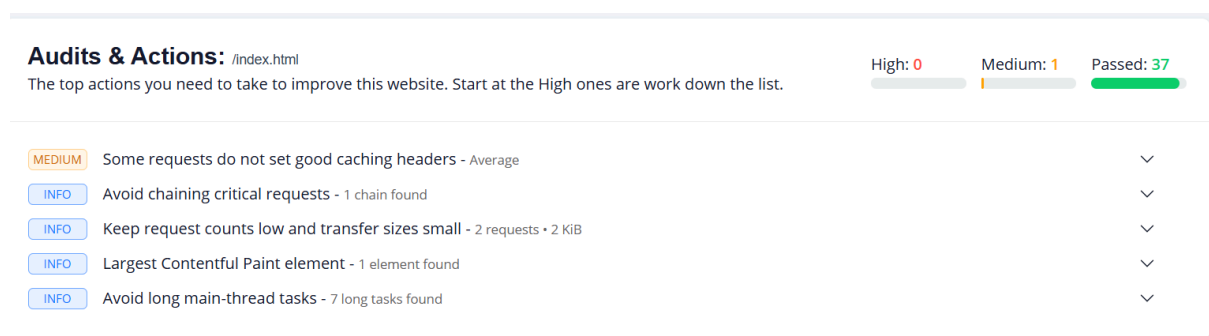 Audits & Actions: /index.html
The top actions you need to take to improve this website. Start at the High ones are work down the list.
High: 0 Medium: 1 Passed: 37
MEDIUM Some requests do not set good caching headers - Average
INFO Avoid chaining critical requests - 1 chain found
INFO Keep request counts low and transfer sizes small - 2 requests • 2 KiB
INFO Largest Contentful Paint element - 1 element found
INFO Avoid long main-thread tasks - 7 long tasks found